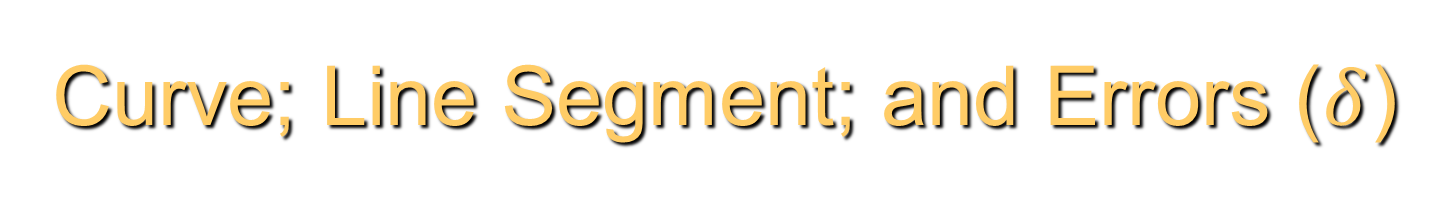 Curve; Line Segment; and Errors (δ)